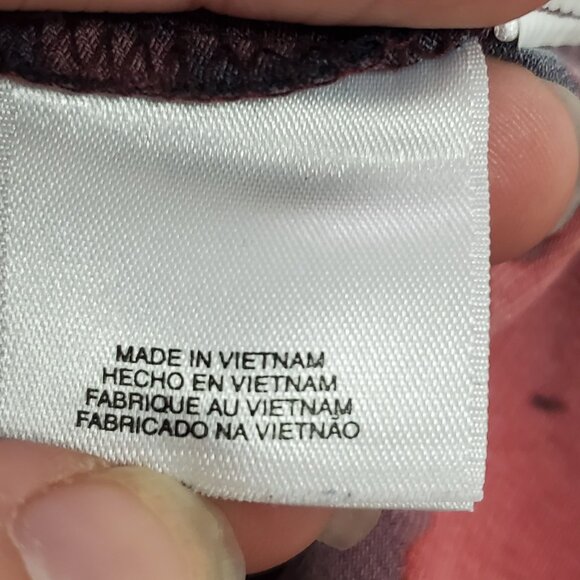 MADE IN VIETNAM
HECHO EN VIETNAM
FABRIQUE AU VIETNAM
FABRICADO NA VIETNÃO